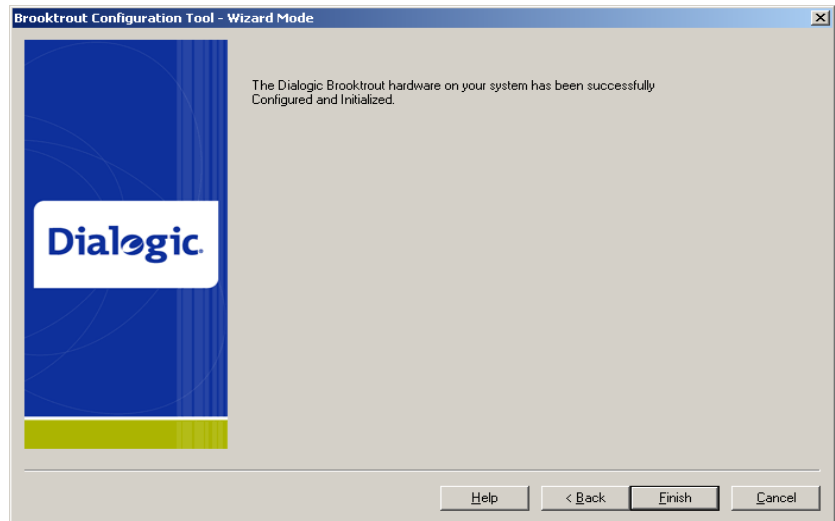 Brooktrout Configuration Tool - Wizard Mode
The Dialogic Brooktrout hardware on your system has been successfully
Configured and Initialized.
Dialogic.
Help
< Back
Finish
Cancel